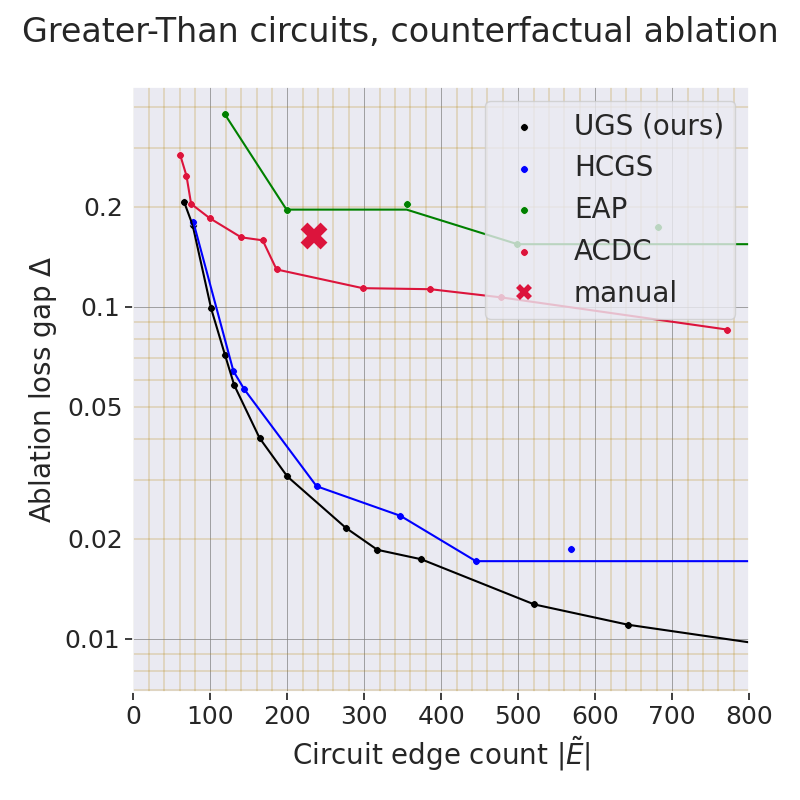 Greater-Than circuits, counterfactual ablation
UGS (ours)
HCGS
EAP
ACDC
manual
Ablation loss gap Δ
0.2
0.1
0.05
0.02
0.01
0 100 200 300 400 500 600 700 800
Circuit edge count |Ẽ|